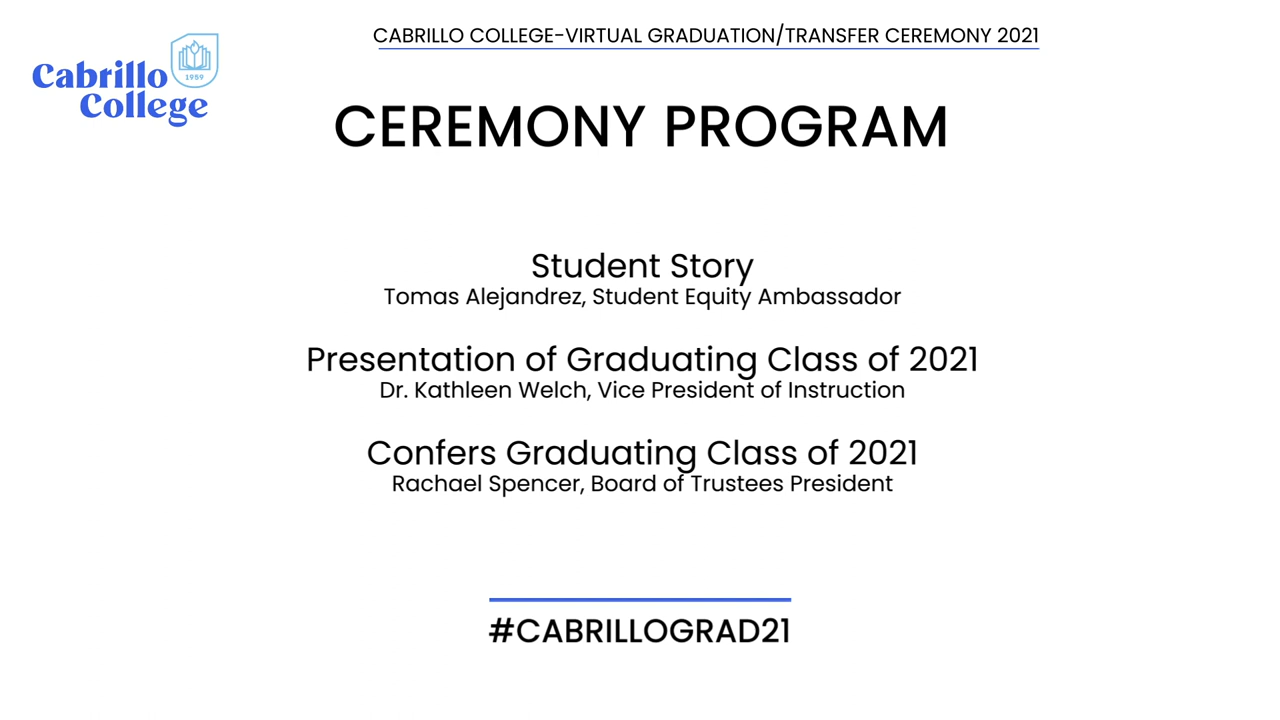 CABRILLO COLLEGE-VIRTUAL GRADUATION/TRANSFER CEREMONY 2021
Cabrillo
1959
College
CEREMONY PROGRAM
Student Story
Tomas Alejandrez, Student Equity Ambassador
Presentation of Graduating Class of 2021
Dr. Kathleen Welch, Vice President of Instruction
Confers Graduating Class of 2021
Rachael Spencer, Board of Trustees President
#CABRILLOGRAD21